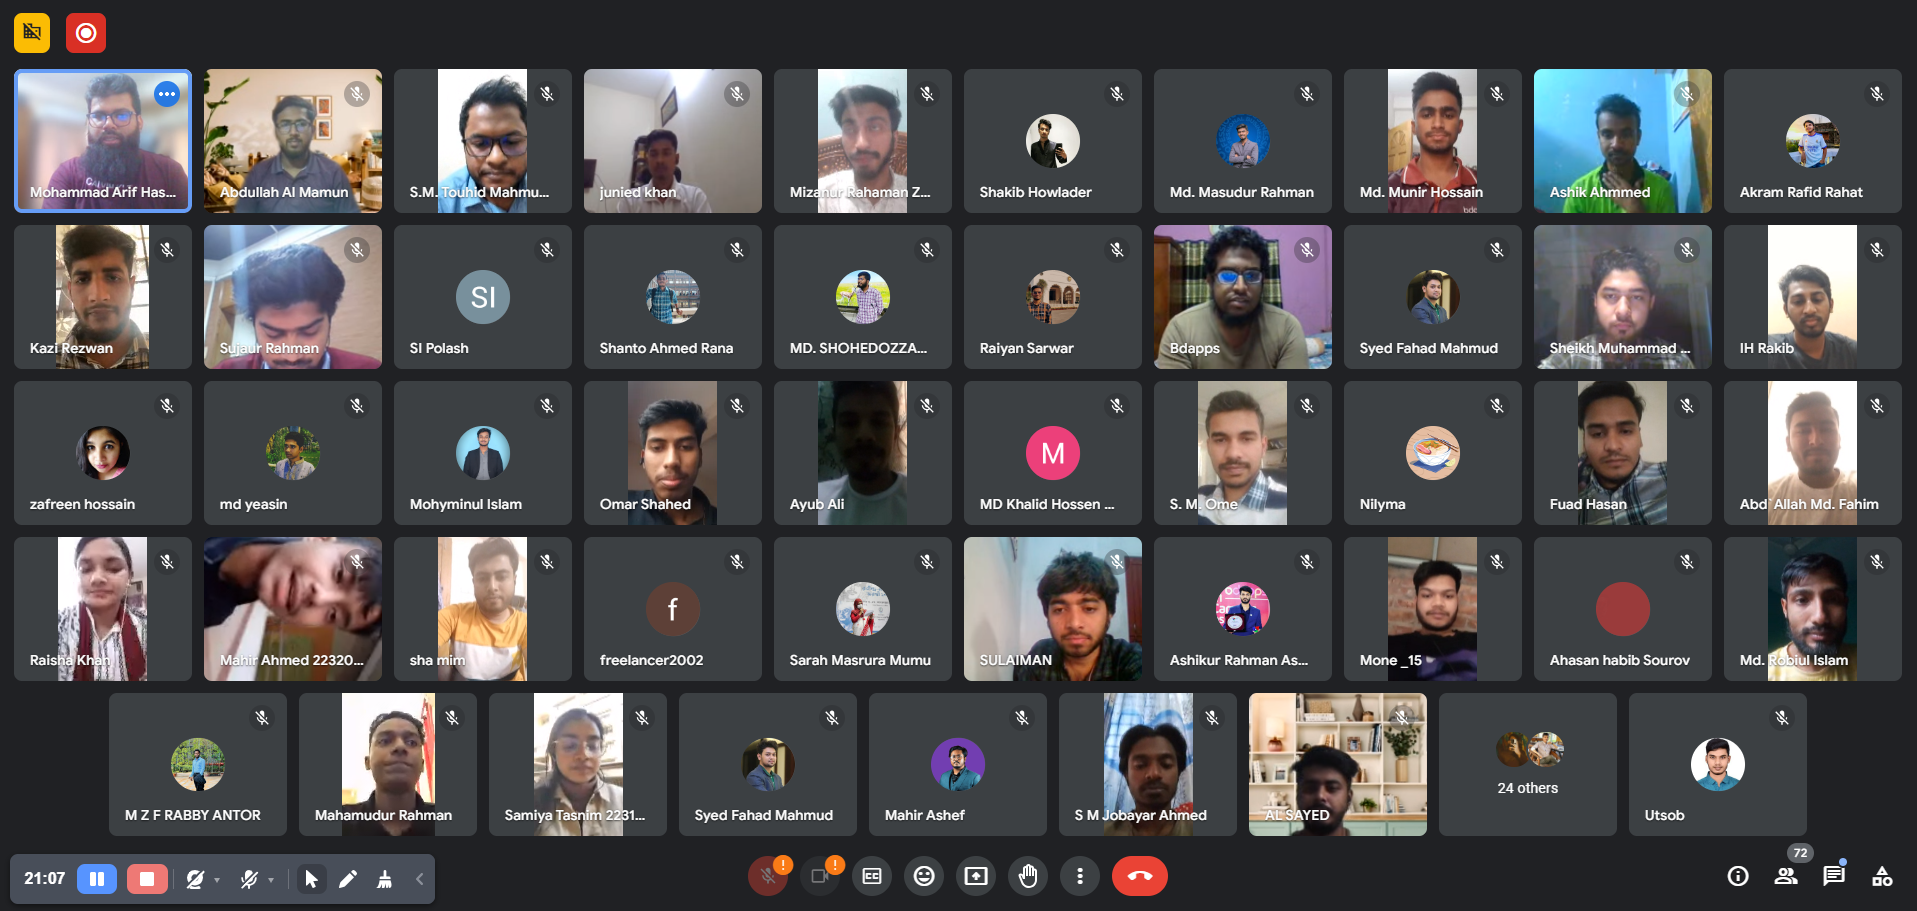 Mohammad Arif Has...
Abdullah Al Mamun
S.M. Touhid Mahmu...
junied khan
Mizanur Rahaman Z...
Shakib Howlader
Md. Masudur Rahman
Md. Munir Hossain
Ashik Ahmmed
Akram Rafid Rahat
Kazi Rezwan
Sujaur Rahman
SI
SI Polash
Shanto Ahmed Rana
MD. SHOHEDOZZA...
Raiyan Sarwar
Bdapps
Syed Fahad Mahmud
Sheikh Muhammad ...
IH Rakib
zafreen hossain
md yeasin
Mohyminul Islam
Omar Shahed
Ayub Ali
M
MD Khalid Hossen ...
S. M. Ome
Nilyma
Fuad Hasan
Abd Allah Md. Fahim
Raisha Khan
Mahir Ahmed 22320...
sha mim
f
freelancer2002
Sarah Masrura Mumu
SULAIMAN
Ashikur Rahman As...
Mone _15
Ahasan habib Sourov
Md. Robiul Islam
M Z F RABBY ANTOR
Mahamudur Rahman
Samiya Tasnim 2231...
Syed Fahad Mahmud
Mahir Ashef
S M Jobayar Ahmed
AL SAYED
24 others
Utsob
21:07
CC
72